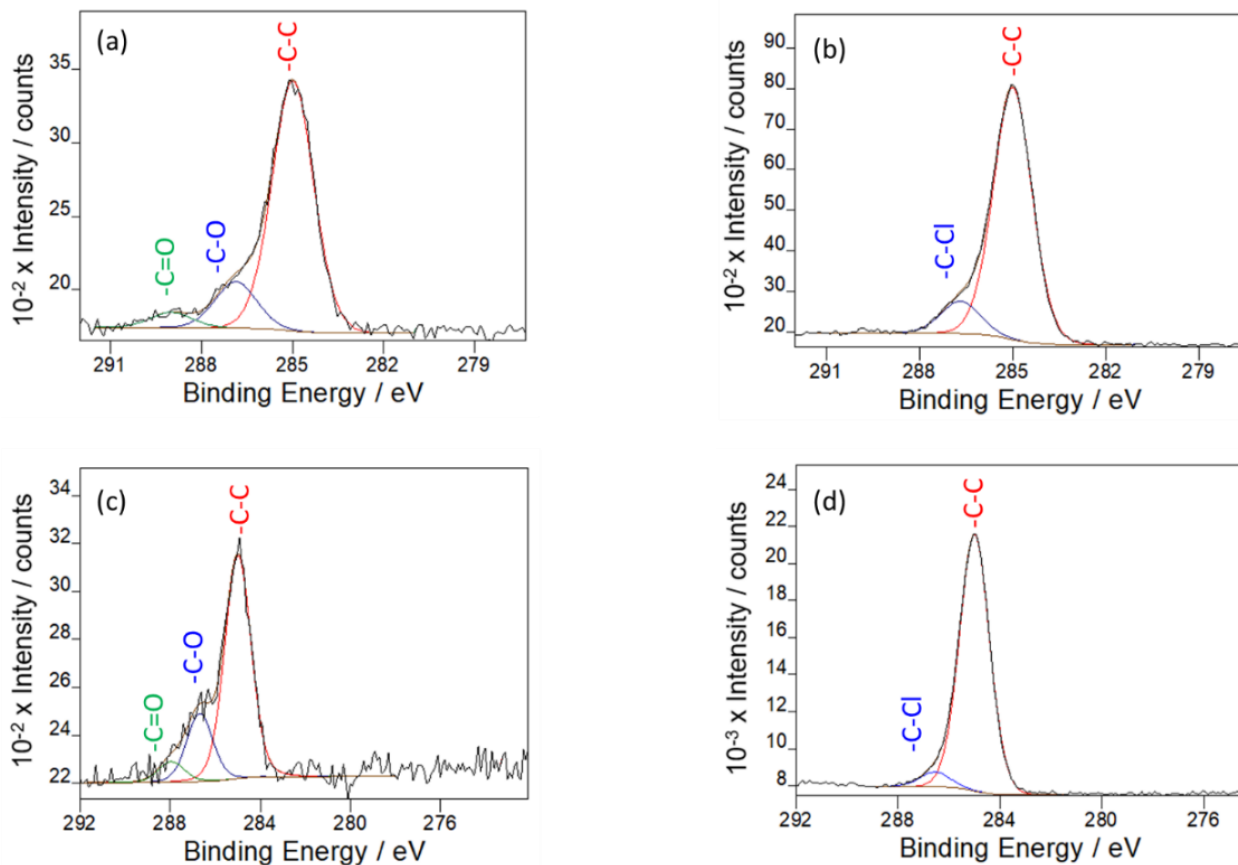 (a)
-C-C
-C-O
-C=O
10⁻² x Intensity / counts
35
30
25
20
291 288 285 282 279
Binding Energy / eV
(b)
-C-C
-C-Cl
10⁻² x Intensity / counts
90
80
70
60
50
40
30
20
291 288 285 282 279
Binding Energy / eV
(c)
-C-C
-C-O
-C=O
10⁻² x Intensity / counts
34
32
30
28
26
24
22
292 288 284 280 276
Binding Energy / eV
(d)
-C-C
-C-Cl
10⁻³ x Intensity / counts
24
22
20
18
16
14
12
10
8
292 288 284 280 276
Binding Energy / eV